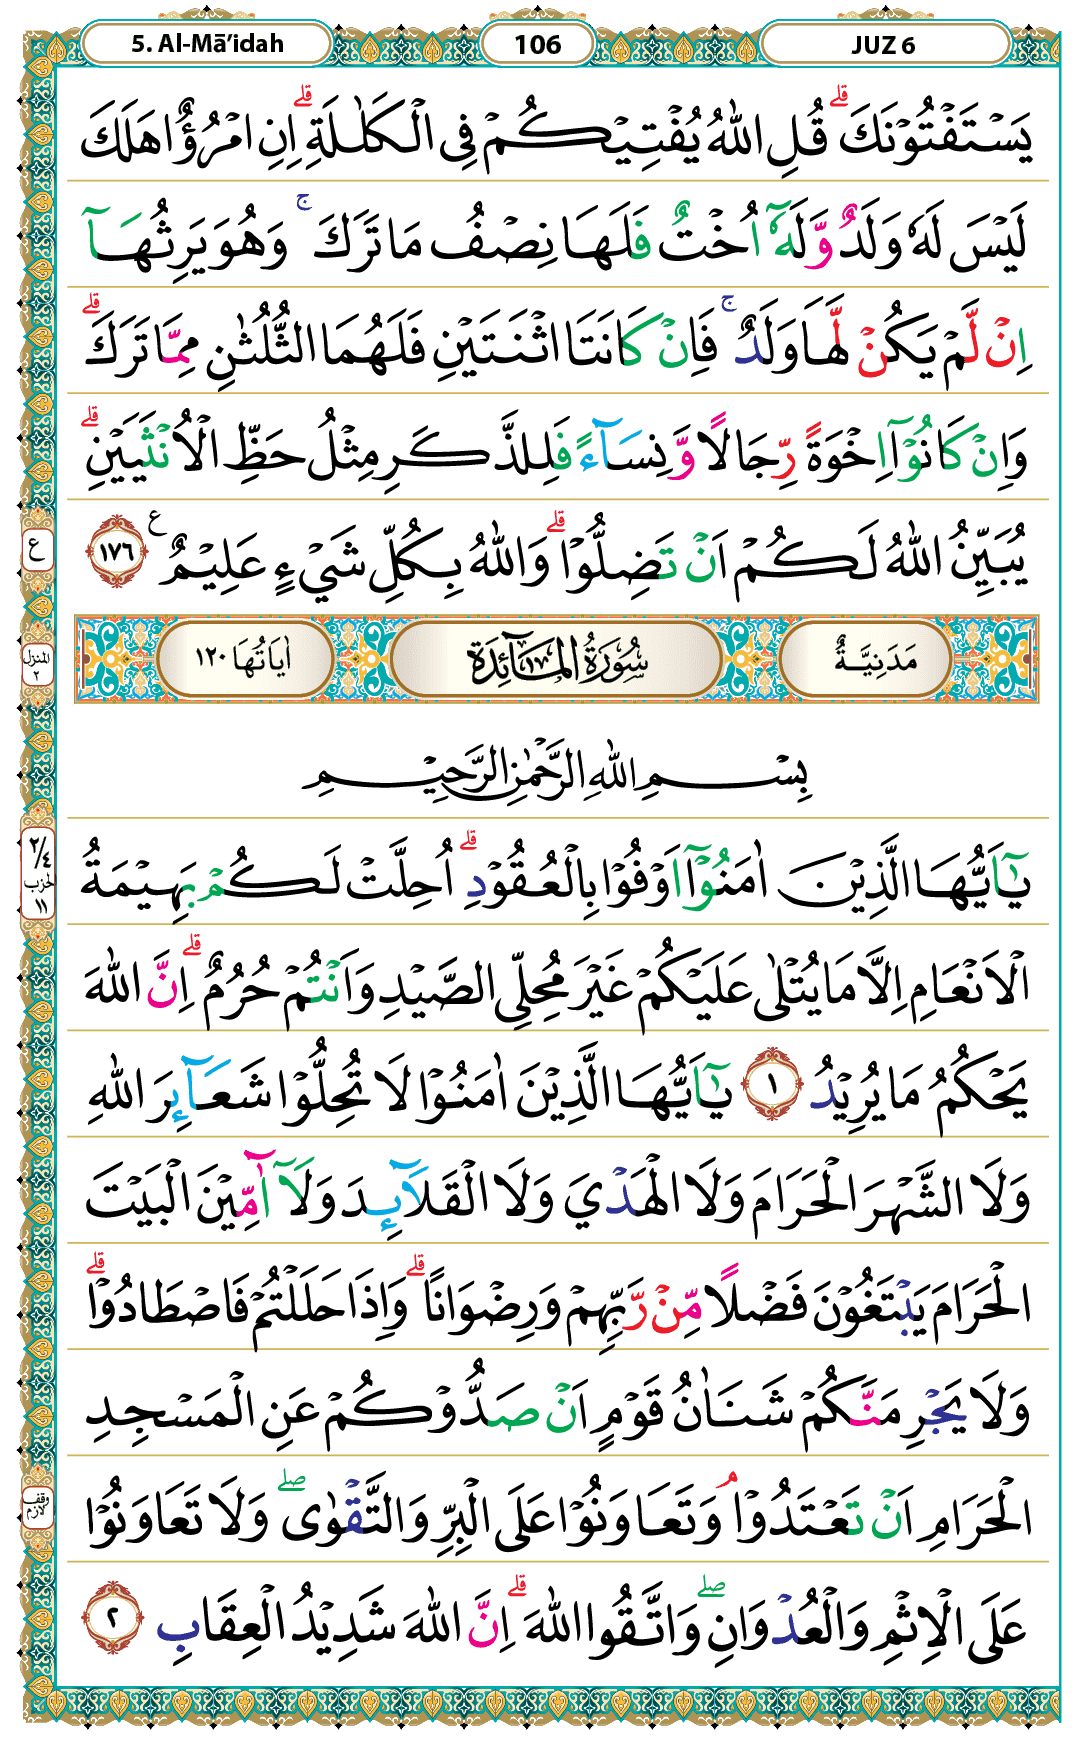 5. Al-Mā’idah
106
JUZ 6
يَسْتَفْتُوْنَكَ ۗ قُلِ اللّٰهُ يُفْتِيْكُمْ فِى الْكَلٰلَةِ ۗ اِنِ امْرُؤٌا هَلَكَ
لَيْسَ لَهٗ وَلَدٌ وَّلَهٗٓ اُخْتٌ فَلَهَا نِصْفُ مَا تَرَكَ ۚ وَهُوَ يَرِثُهَآ
اِنْ لَّمْ يَكُنْ لَّهَا وَلَدٌ ۚ فَاِنْ كَانَتَا اثْنَتَيْنِ فَلَهُمَا الثُّلُثٰنِ مِمَّا تَرَكَ ۗ
وَاِنْ كَانُوْٓا اِخْوَةً رِّجَالًا وَّنِسَآءً فَلِلذَّكَرِ مِثْلُ حَظِّ الْاُنْثَيَيْنِ ۗ
يُبَيِّنُ اللّٰهُ لَكُمْ اَنْ تَضِلُّوْا ۗ وَاللّٰهُ بِكُلِّ شَيْءٍ عَلِيْمٌ ع ١٧٦
ع
مَدَنِيَّةٌ
سُوْرَةُ الْمَآئِدَةِ
اٰيَاتُهَا ١٢٠
المنزل
٢
بِسْمِ اللّٰهِ الرَّحْمٰنِ الرَّحِيْمِ
٢/٤
الحزب
١١
يٰٓاَيُّهَا الَّذِيْنَ اٰمَنُوْٓا اَوْفُوْا بِالْعُقُوْدِ ۗ اُحِلَّتْ لَكُمْ بَهِيْمَةُ
الْاَنْعَامِ اِلَّا مَا يُتْلٰى عَلَيْكُمْ غَيْرَ مُحِلِّى الصَّيْدِ وَاَنْتُمْ حُرُمٌ ۗ اِنَّ اللّٰهَ
يَحْكُمُ مَا يُرِيْدُ ١ يٰٓاَيُّهَا الَّذِيْنَ اٰمَنُوْا لَا تُحِلُّوْا شَعَآئِرَ اللّٰهِ
وَلَا الشَّهْرَ الْحَرَامَ وَلَا الْهَدْيَ وَلَا الْقَلَآئِدَ وَلَآ اٰۤمِّيْنَ الْبَيْتَ
الْحَرَامَ يَبْتَغُوْنَ فَضْلًا مِّنْ رَّبِّهِمْ وَرِضْوَانًا ۗ وَاِذَا حَلَلْتُمْ فَاصْطَادُوْا ۗ
وَلَا يَجْرِمَنَّكُمْ شَنَاٰنُ قَوْمٍ اَنْ صَدُّوْكُمْ عَنِ الْمَسْجِدِ
الْحَرَامِ اَنْ تَعْتَدُوْا ۘ وَتَعَاوَنُوْا عَلَى الْبِرِّ وَالتَّقْوٰى ۖ وَلَا تَعَاوَنُوْا
وقف لازم
عَلَى الْاِثْمِ وَالْعُدْوَانِ ۖ وَاتَّقُوا اللّٰهَ ۗ اِنَّ اللّٰهَ شَدِيْدُ الْعِقَابِ ٢